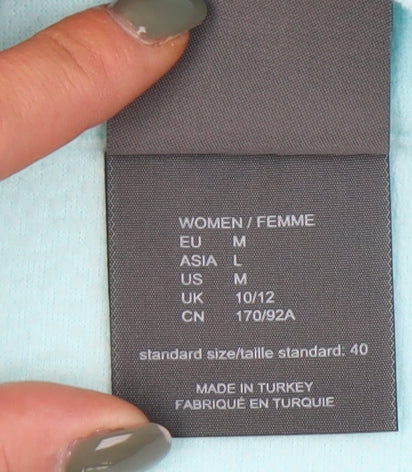 WOMEN / FEMME
EU M
ASIA L
US M
UK 10/12
CN 170/92A
standard size/taille standard: 40
MADE IN TURKEY
FABRIQUÉ EN TURQUIE